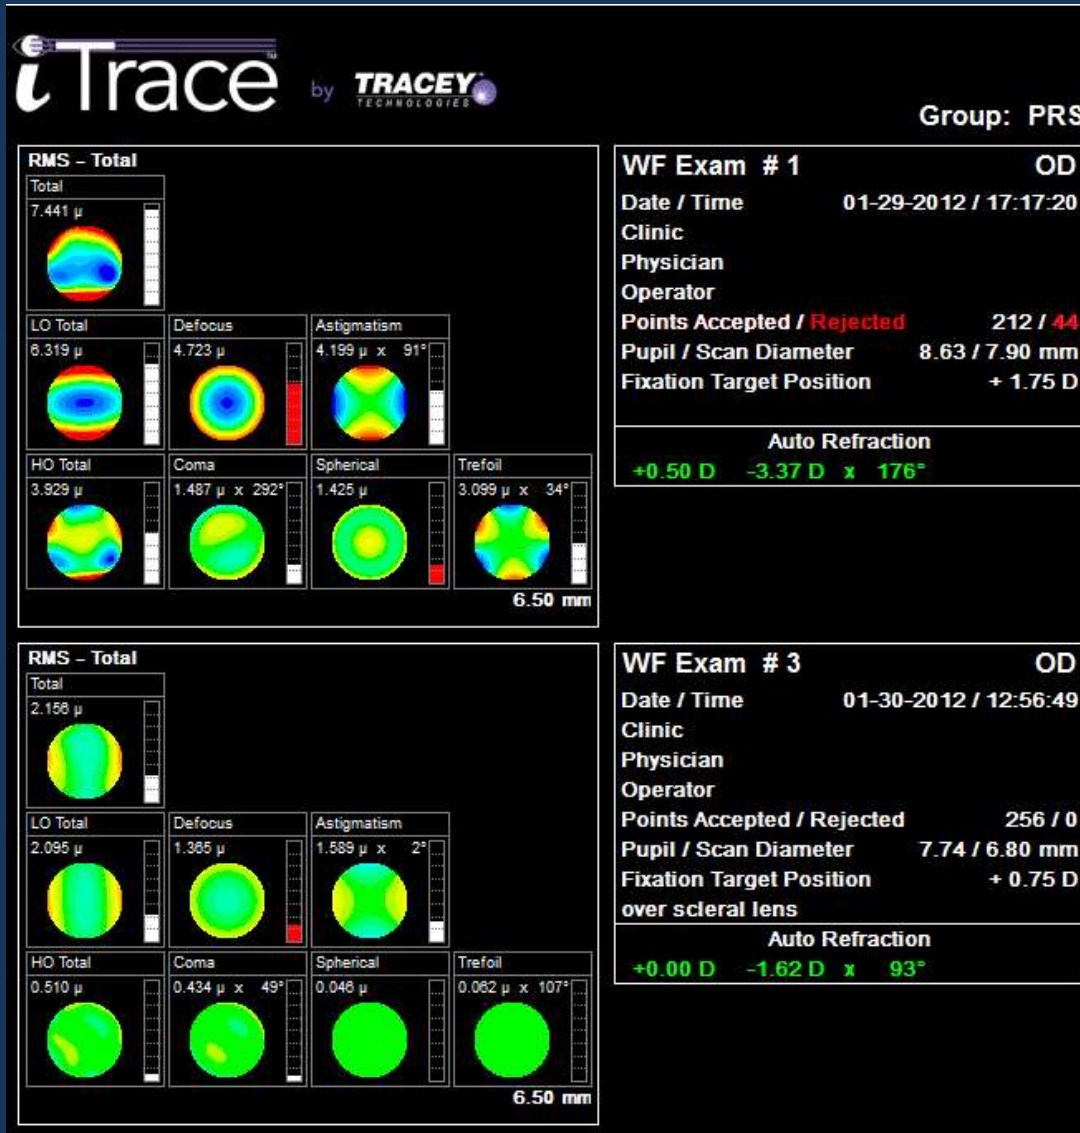 iTrace™ by TRACEY TECHNOLOGIES
Group: PRS
RMS - Total
Total
7.441 µ
LO Total Defocus Astigmatism
6.319 µ 4.723 µ 4.199 µ x 91°
HO Total Coma Spherical Trefoil
3.929 µ 1.487 µ x 292° 1.425 µ 3.099 µ x 34°
6.50 mm
WF Exam # 1 OD
Date / Time 01-29-2012 / 17:17:20
Clinic
Physician
Operator
Points Accepted / Rejected 212 / 44
Pupil / Scan Diameter 8.63 / 7.90 mm
Fixation Target Position + 1.75 D
Auto Refraction
+0.50 D -3.37 D x 176°
RMS - Total
Total
2.156 µ
LO Total Defocus Astigmatism
2.095 µ 1.365 µ 1.589 µ x 2°
HO Total Coma Spherical Trefoil
0.510 µ 0.434 µ x 49° 0.046 µ 0.062 µ x 107°
6.50 mm
WF Exam # 3 OD
Date / Time 01-30-2012 / 12:56:49
Clinic
Physician
Operator
Points Accepted / Rejected 256 / 0
Pupil / Scan Diameter 7.74 / 6.80 mm
Fixation Target Position + 0.75 D
over scleral lens
Auto Refraction
+0.00 D -1.62 D x 93°